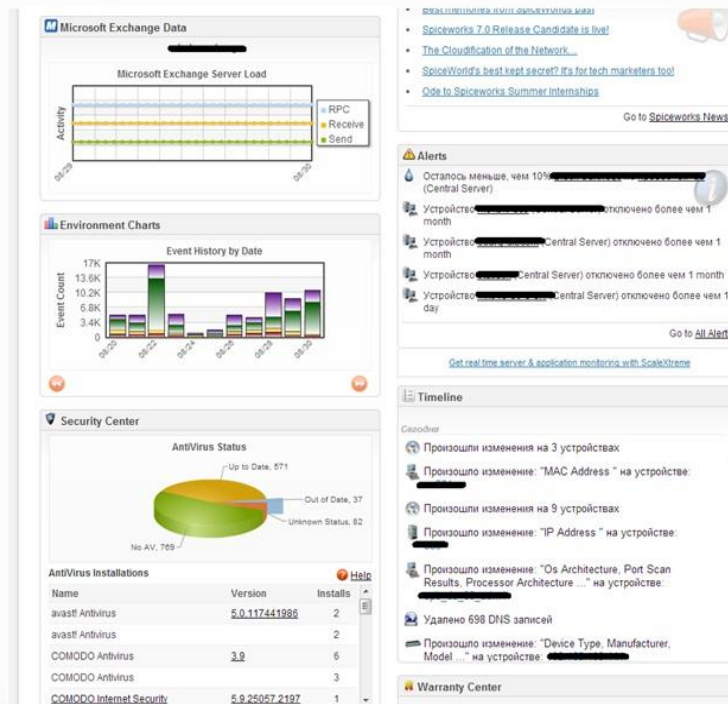 Microsoft Exchange Data
Microsoft Exchange Server Load
Activity
RPC
Receive
Send
08/29
08/30
Environment Charts
Event History by Date
Event Count
17K
13.6K
10.2K
6.8K
3.4K
0
08/20
08/22
08/24
08/26
08/28
08/30
Security Center
AntiVirus Status
Up to Date, 571
Out of Date, 37
Unknown Status, 82
No AV, 769
AntiVirus Installations
Help
Name Version Installs
avast! Antivirus 5.0.117441986 2
avast! Antivirus 2
COMODO Antivirus 3.9 6
COMODO Antivirus 3
COMODO Internet Security 5.9.25057.2197 1
Best memories from SpiceWorlds past
Spiceworks 7.0 Release Candidate is live!
The Cloudification of the Network...
SpiceWorld's best kept secret? It's for tech marketers too!
Ode to Spiceworks Summer Internships
Go to Spiceworks News
Alerts
Осталось меньше, чем 10%
(Central Server)
Устройство отключено более чем 1
month
Устройство Central Server) отключено более чем 1
month
Устройство Central Server) отключено более чем 1 month
Устройство Central Server) отключено более чем 1
day
Go to All Alert
Get real time server & application monitoring with ScaleXtreme
Timeline
Сегодня
Произошли изменения на 3 устройствах
Произошло изменение: "MAC Address " на устройстве:
Произошли изменения на 9 устройствах
Произошло изменение: "IP Address " на устройстве:
Произошло изменение: "Os Architecture, Port Scan
Results, Processor Architecture ..." на устройстве:
Удалено 698 DNS записей
Произошло изменение: "Device Type, Manufacturer,
Model ..." на устройстве:
Warranty Center